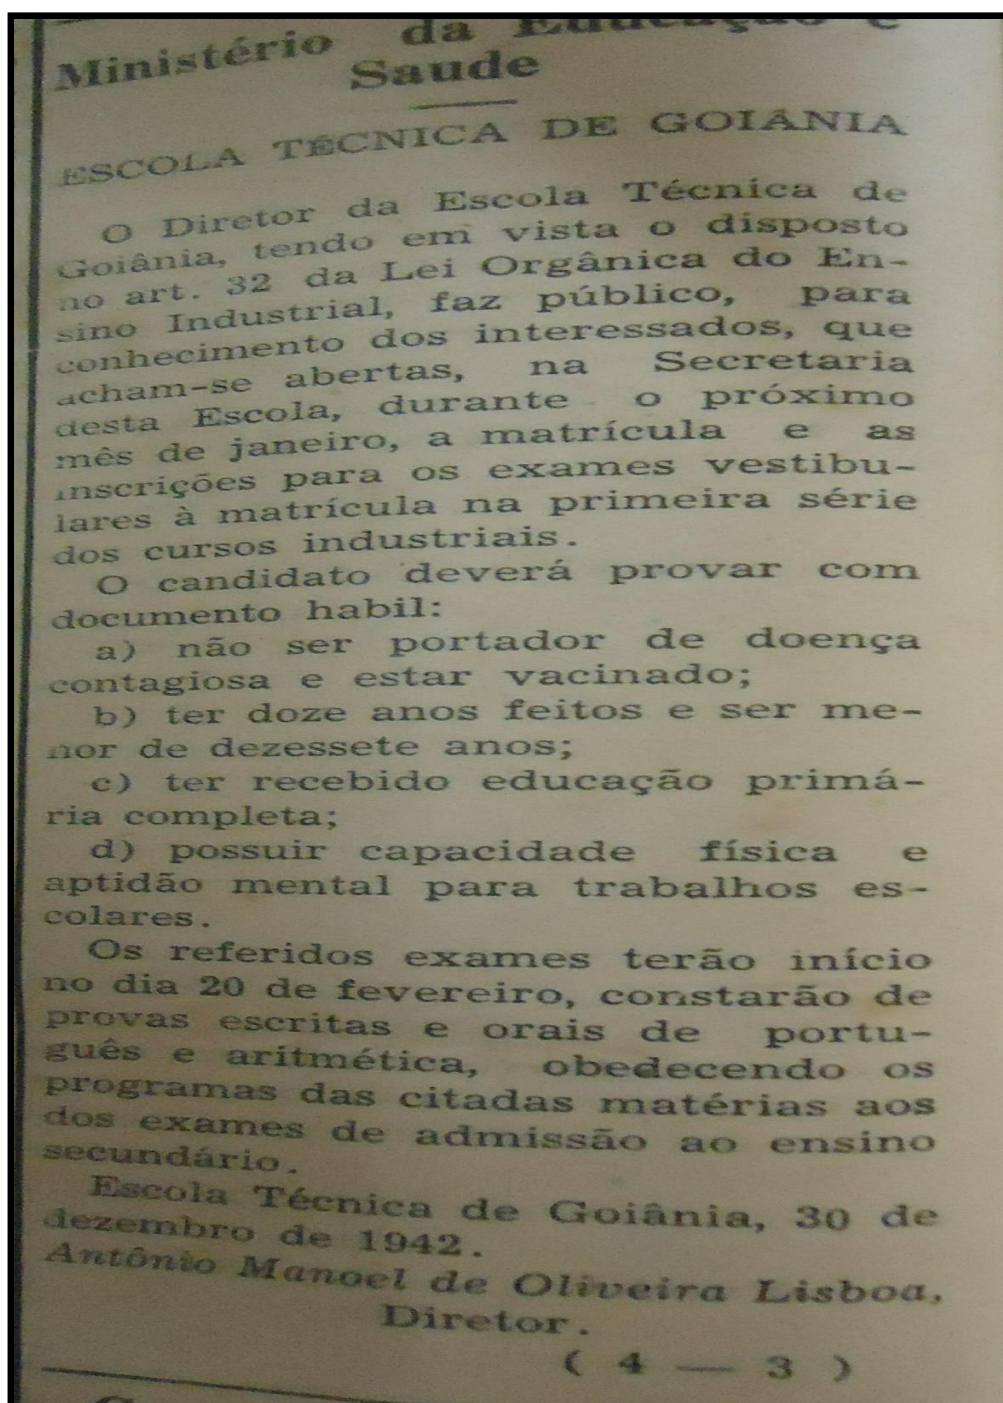 Ministério da Educação e
Saude
ESCOLA TÉCNICA DE GOIÂNIA
O Diretor da Escola Técnica de
Goiânia, tendo em vista o disposto
no art. 32 da Lei Orgânica do En-
sino Industrial, faz público, para
conhecimento dos interessados, que
acham-se abertas, na Secretaria
desta Escola, durante o próximo
mês de janeiro, a matrícula e as
inscrições para os exames vestibu-
lares à matrícula na primeira série
dos cursos industriais.
O candidato deverá provar com
documento habil:
a) não ser portador de doença
contagiosa e estar vacinado;
b) ter doze anos feitos e ser me-
nor de dezessete anos;
c) ter recebido educação primá-
ria completa;
d) possuir capacidade física e
aptidão mental para trabalhos es-
colares.
Os referidos exames terão início
no dia 20 de fevereiro, constarão de
provas escritas e orais de portu-
guês e aritmética, obedecendo os
programas das citadas matérias aos
dos exames de admissão ao ensino
secundário.
Escola Técnica de Goiânia, 30 de
dezembro de 1942.
Antônio Manoel de Oliveira Lisboa,
Diretor.
( 4 — 3 )